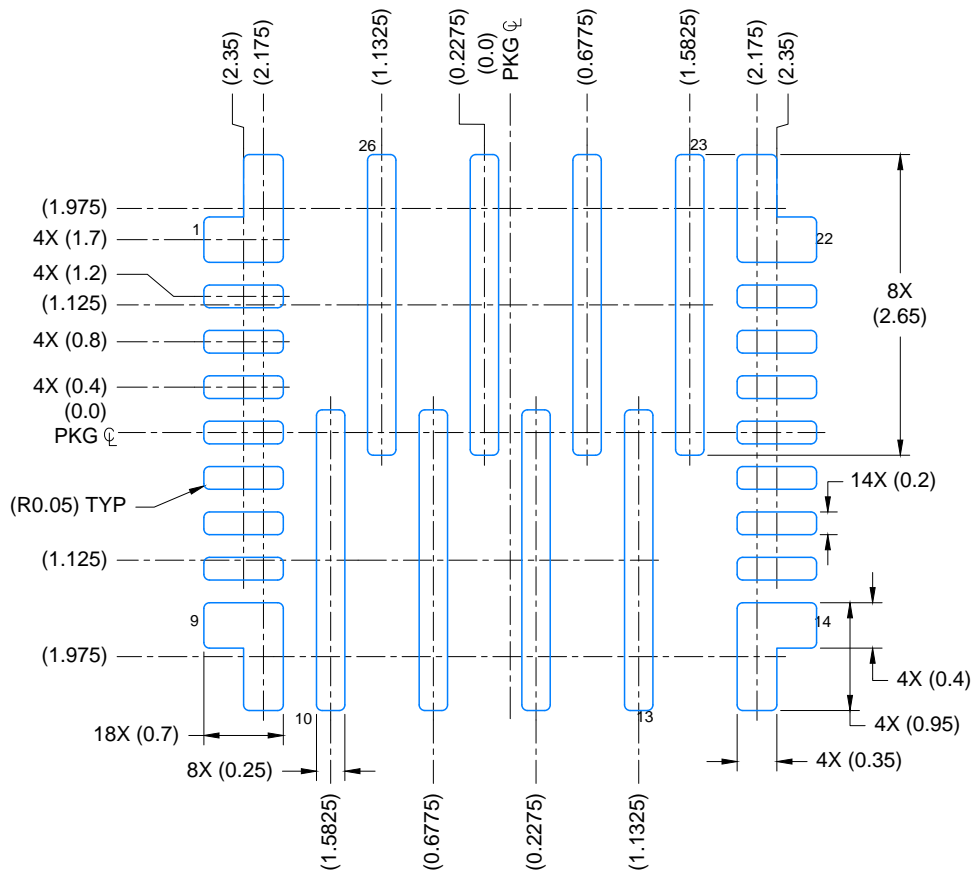 (2.35)
(2.175)
(1.1325)
(0.2275)
(0.0)
PKG ℄
(0.6775)
(1.5825)
(2.175)
(2.35)
26
23
(1.975)
1
4X (1.7)
22
4X (1.2)
(1.125)
8X
(2.65)
4X (0.8)
4X (0.4)
(0.0)
PKG ℄
14X (0.2)
(R0.05) TYP
(1.125)
9
14
(1.975)
4X (0.4)
10
13
4X (0.95)
18X (0.7)
4X (0.35)
8X (0.25)
(1.5825)
(0.6775)
(0.2275)
(1.1325)